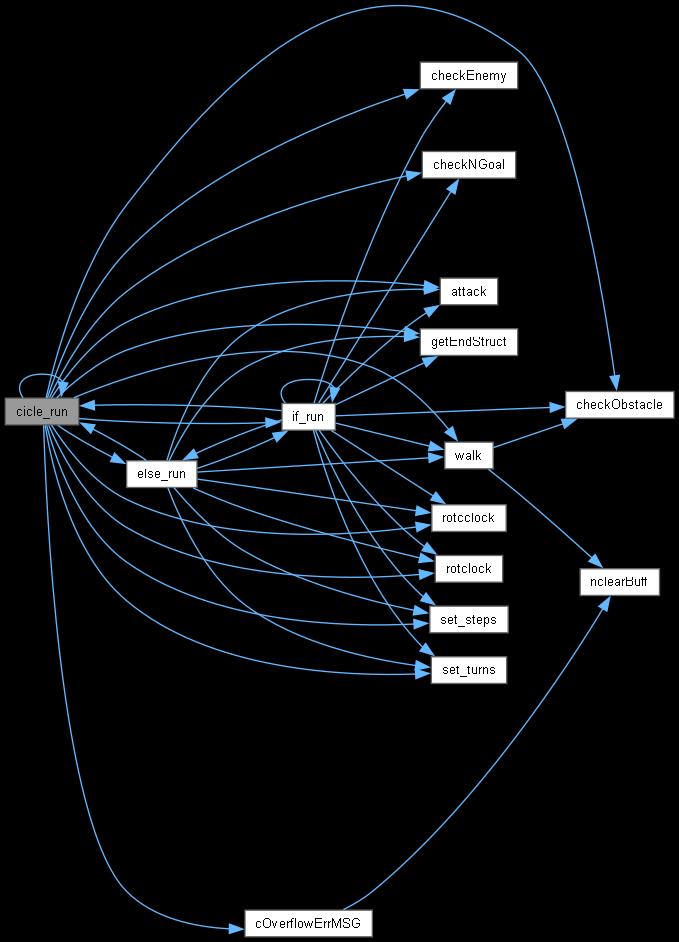 checkEnemy
checkNGoal
attack
getEndStruct
cicle_run
if_run
checkObstacle
walk
else_run
rotcclock
rotclock
nclearBuff
set_steps
set_turns
cOverflowErrMSG